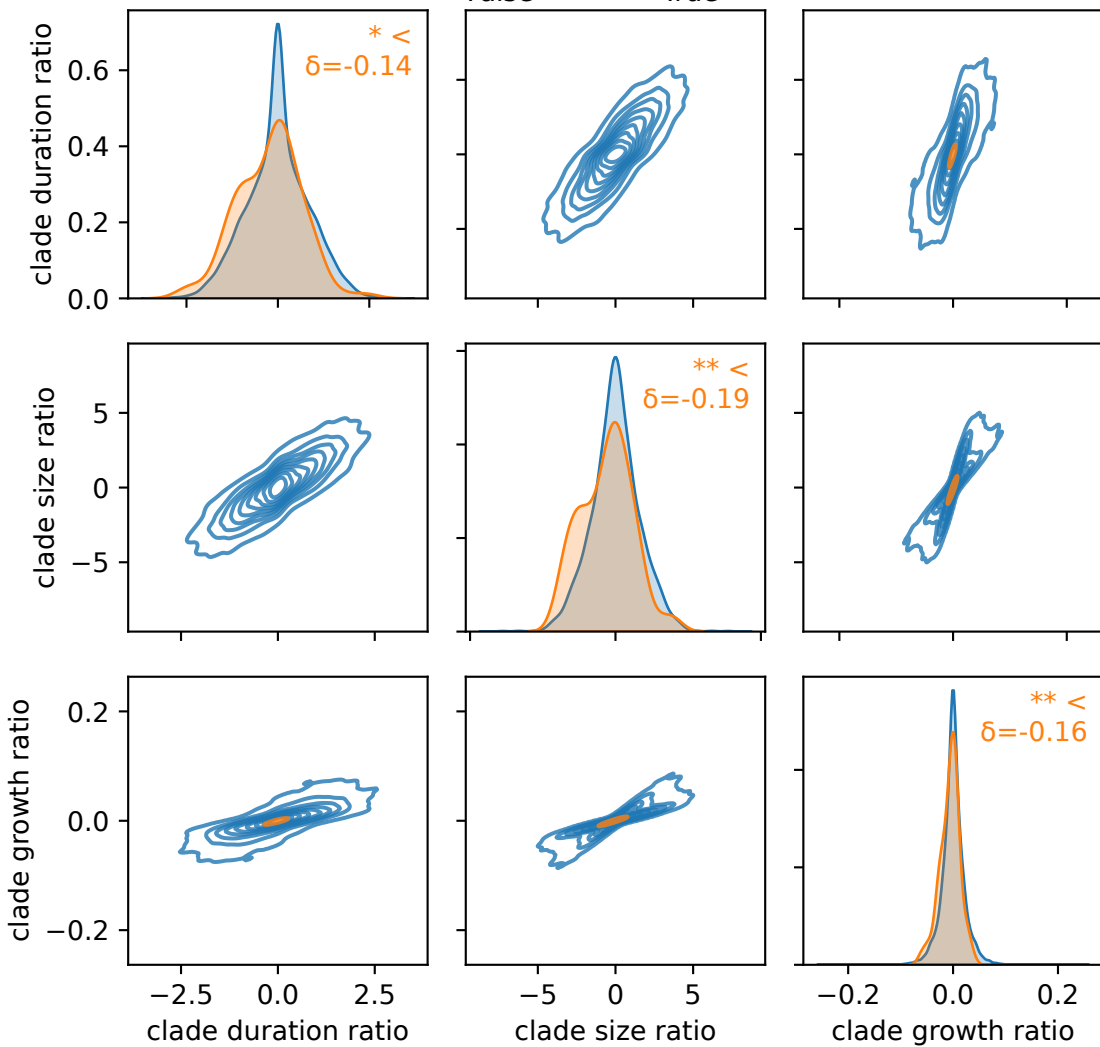 clade duration ratio
0.6
0.4
0.2
0.0
* <
δ=-0.14
clade size ratio
5
0
−5
** <
δ=-0.19
clade growth ratio
0.2
0.0
−0.2
** <
δ=-0.16
−2.5 0.0 2.5
−5 0 5
−0.2 0.0 0.2
clade duration ratio
clade size ratio
clade growth ratio